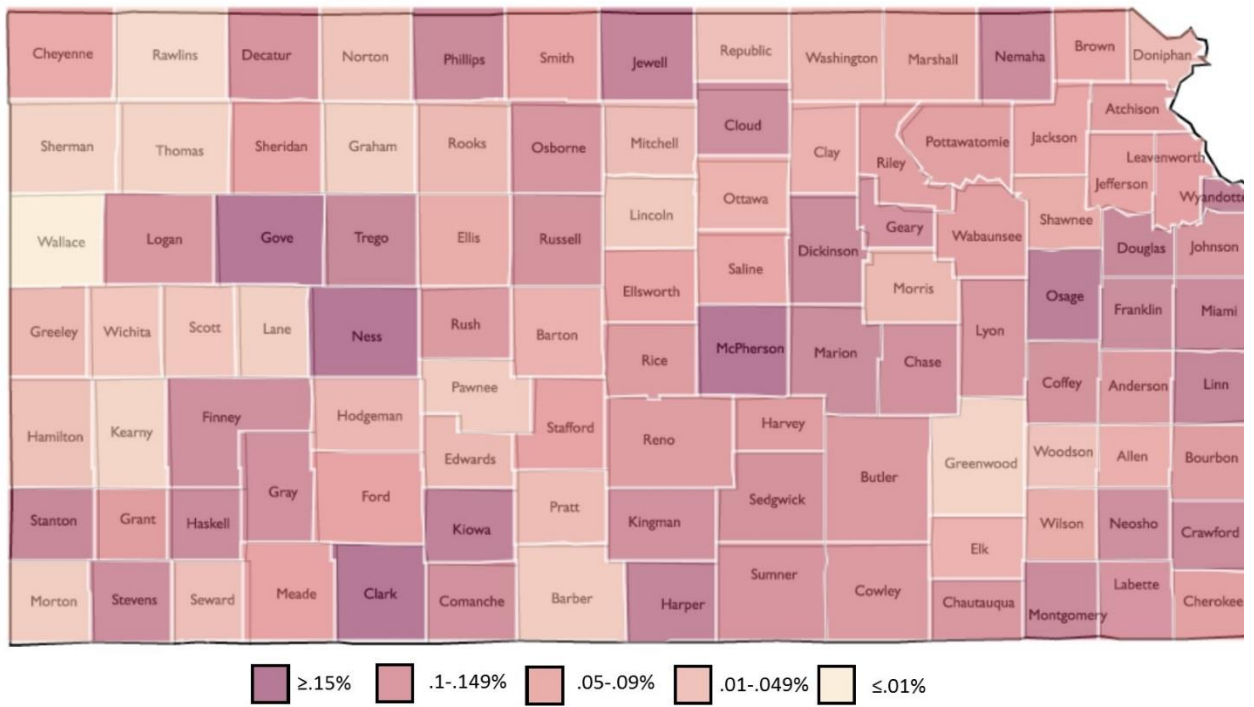 Cheyenne Rawlins Decatur Norton Phillips Smith Jewell Republic Washington Marshall Nemaha Brown Doniphan
Sherman Thomas Sheridan Graham Rooks Osborne Mitchell Cloud Clay Riley Pottawatomie Jackson Atchison
Leavenworth
Jefferson
Wyandotte
Wallace Logan Gove Trego Ellis Russell Lincoln Ottawa Dickinson Geary Wabaunsee Shawnee Douglas Johnson
Ellsworth Saline Morris Osage Franklin Miami
Greeley Wichita Scott Lane Ness Rush Barton Rice McPherson Marion Chase Lyon
Coffey Anderson Linn
Hamilton Kearny Finney Hodgeman Pawnee Stafford Reno Harvey Butler Greenwood Woodson Allen Bourbon
Edwards
Stanton Grant Haskell Gray Ford Kiowa Pratt Kingman Sedgwick Elk Wilson Neosho Crawford
Morton Stevens Seward Meade Clark Comanche Barber Harper Sumner Cowley Chautauqua Montgomery Labette Cherokee
≥.15% .1-.149% .05-.09% .01-.049% ≤.01%